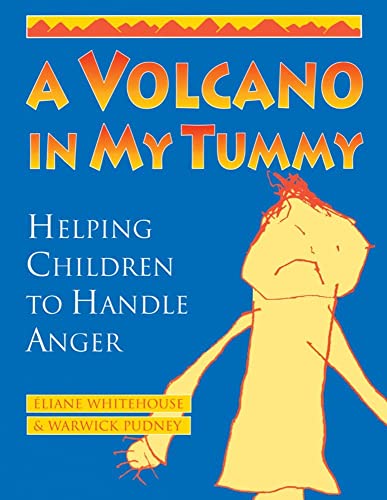 A VOLCANO
IN MY TUMMY
HELPING
CHILDREN
TO HANDLE
ANGER
ÉLIANE WHITEHOUSE
& WARWICK PUDNEY